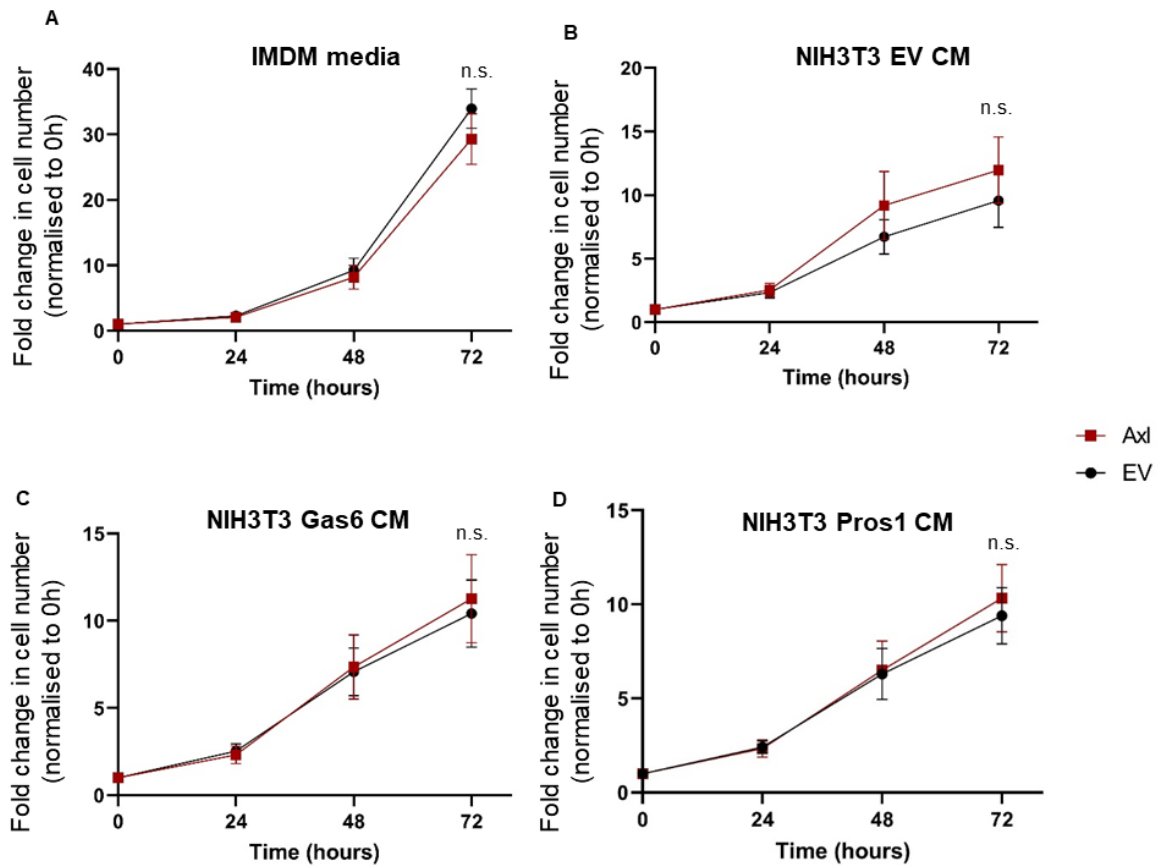 A
IMDM media
n.s.
Fold change in cell number
(normalised to 0h)
40
30
20
10
0
0 24 48 72
Time (hours)
B
NIH3T3 EV CM
n.s.
Fold change in cell number
(normalised to 0h)
20
15
10
5
0
0 24 48 72
Time (hours)
Axl
EV
C
NIH3T3 Gas6 CM
n.s.
Fold change in cell number
(normalised to 0h)
15
10
5
0
0 24 48 72
Time (hours)
D
NIH3T3 Pros1 CM
n.s.
Fold change in cell number
(normalised to 0h)
15
10
5
0
0 24 48 72
Time (hours)